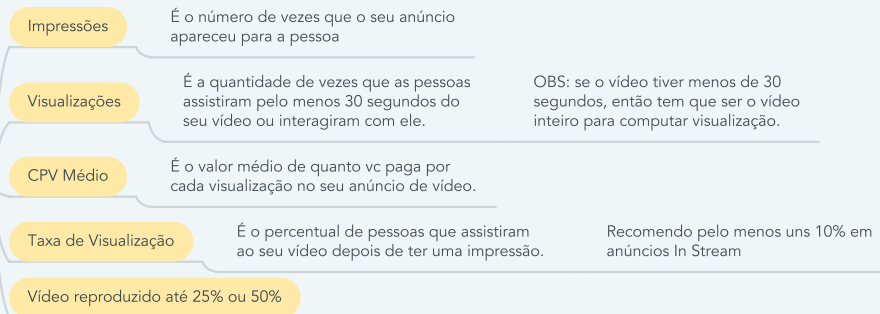 Impressões
É o número de vezes que o seu anúncio
apareceu para a pessoa
Visualizações
É a quantidade de vezes que as pessoas
assistiram pelo menos 30 segundos do
seu vídeo ou interagiram com ele.
OBS: se o vídeo tiver menos de 30
segundos, então tem que ser o vídeo
inteiro para computar visualização.
CPV Médio
É o valor médio de quanto vc paga por
cada visualização no seu anúncio de vídeo.
Taxa de Visualização
É o percentual de pessoas que assistiram
ao seu vídeo depois de ter uma impressão.
Recomendo pelo menos uns 10% em
anúncios In Stream
Vídeo reproduzido até 25% ou 50%